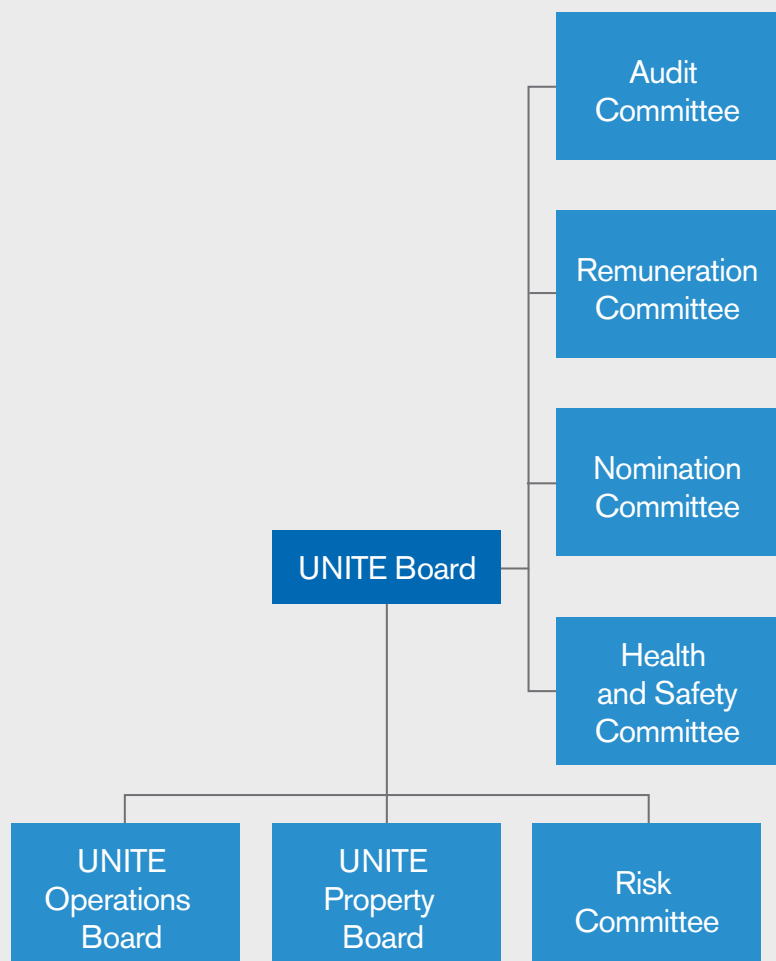 Audit
Committee
Remuneration
Committee
Nomination
Committee
UNITE Board
Health
and Safety
Committee
UNITE
Operations
Board
UNITE
Property
Board
Risk
Committee